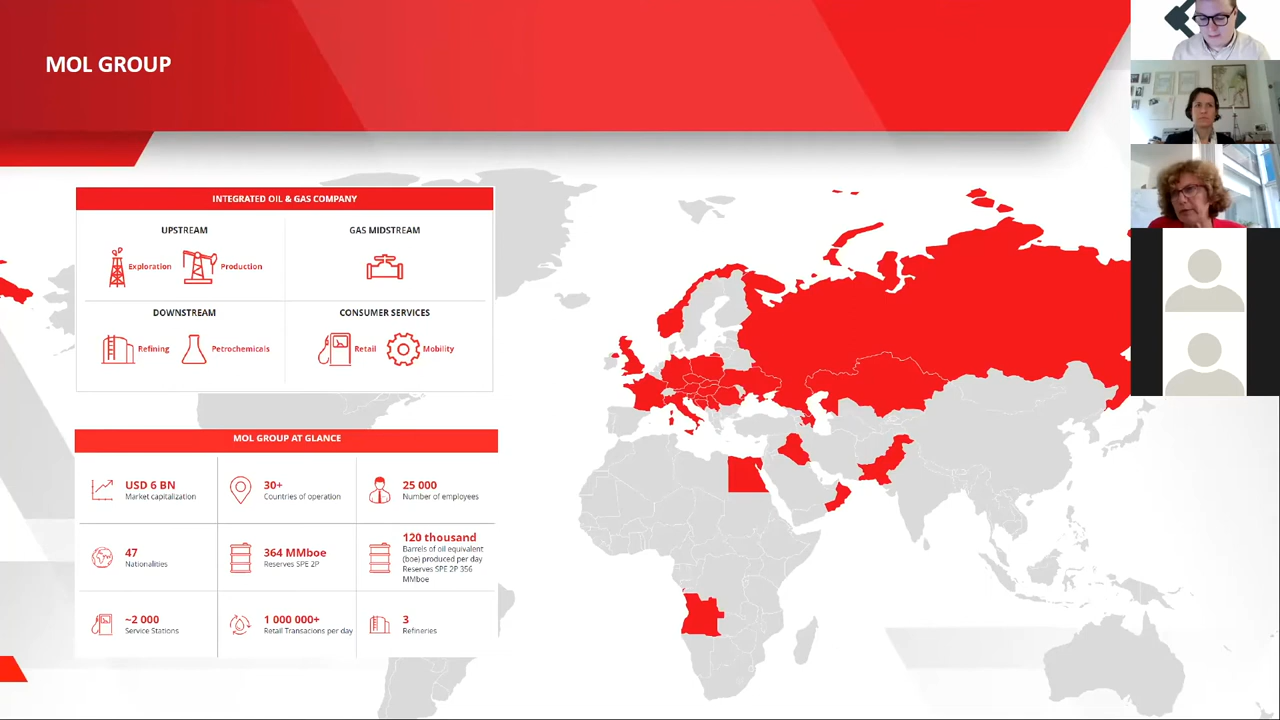 MOL GROUP
INTEGRATED OIL & GAS COMPANY
UPSTREAM
GAS MIDSTREAM
Exploration
Production
DOWNSTREAM
CONSUMER SERVICES
Refining
Petrochemicals
Retail
Mobility
MOL GROUP AT GLANCE
USD 6 BN
Market capitalization
30+
Countries of operation
25 000
Number of employees
47
Nationalities
364 MMboe
Reserves SPE 2P
120 thousand
Barrels of oil equivalent
(boe) produced per day
Reserves SPE 2P 356
MMboe
~2 000
Service Stations
1 000 000+
Retail Transacions per day
3
Refineries